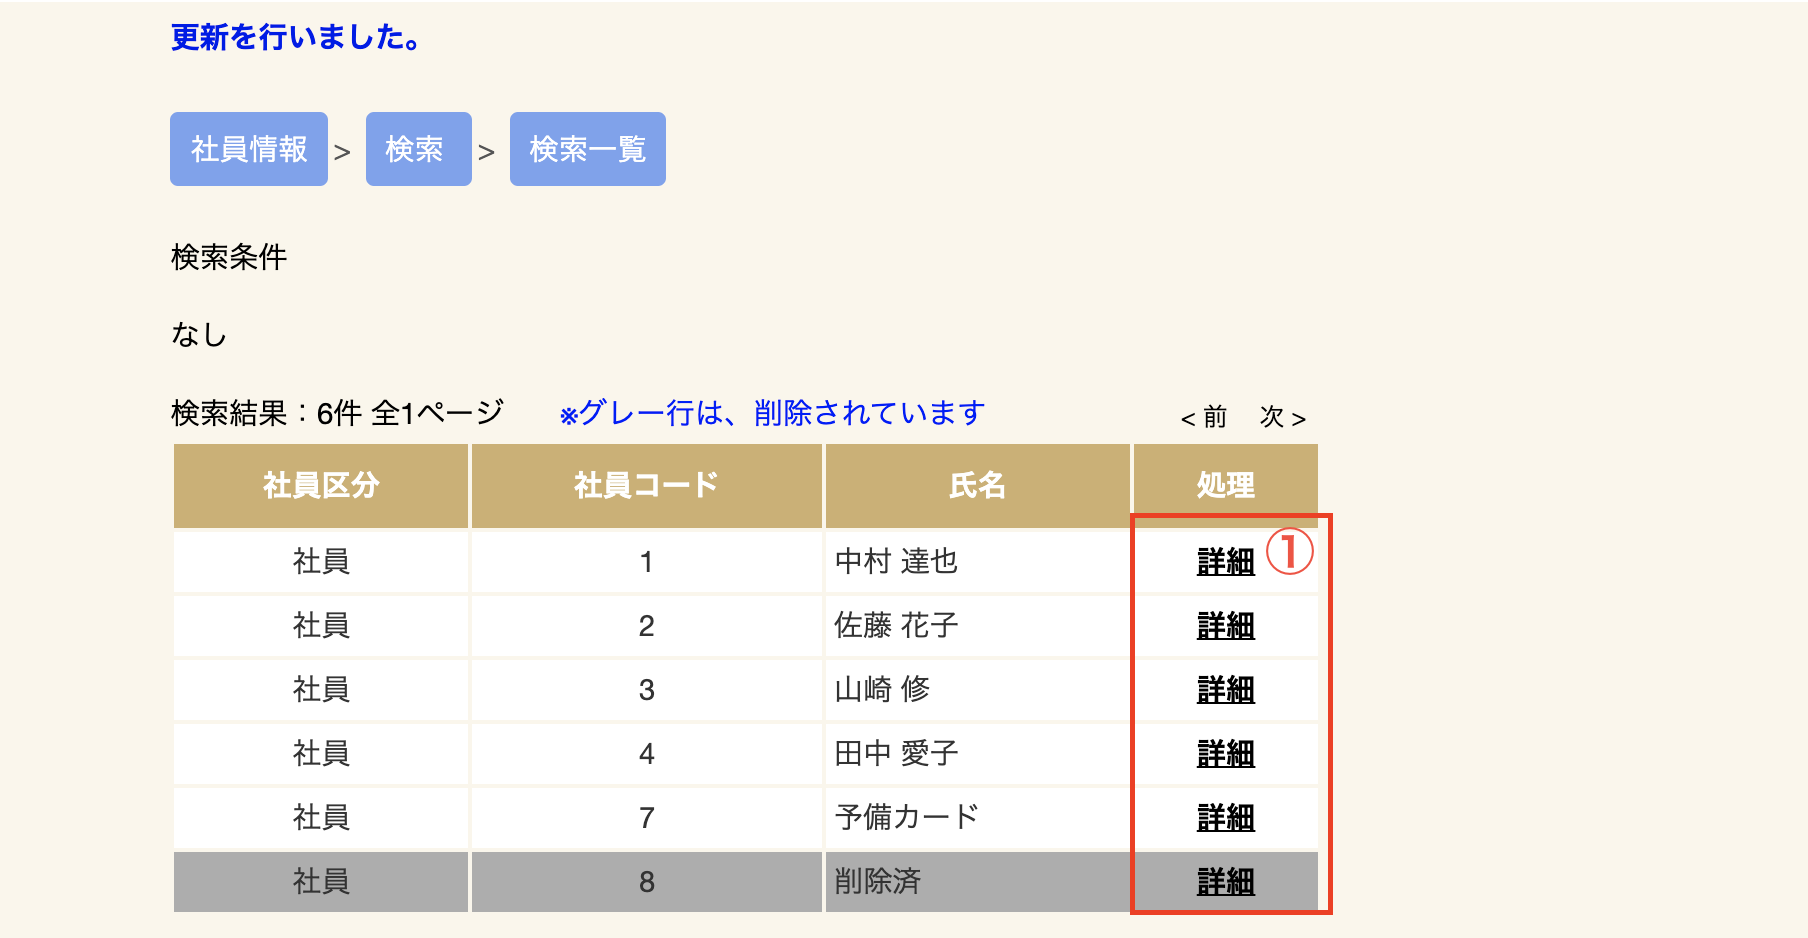 更新を行いました。
社員情報 > 検索 > 検索一覧
検索条件
なし
検索結果：6件 全1ページ ※グレー行は、削除されています < 前 次 >
社員区分 社員コード 氏名 処理
社員 1 中村 達也 詳細 ①
社員 2 佐藤 花子 詳細
社員 3 山崎 修 詳細
社員 4 田中 愛子 詳細
社員 7 予備カード 詳細
社員 8 削除済 詳細